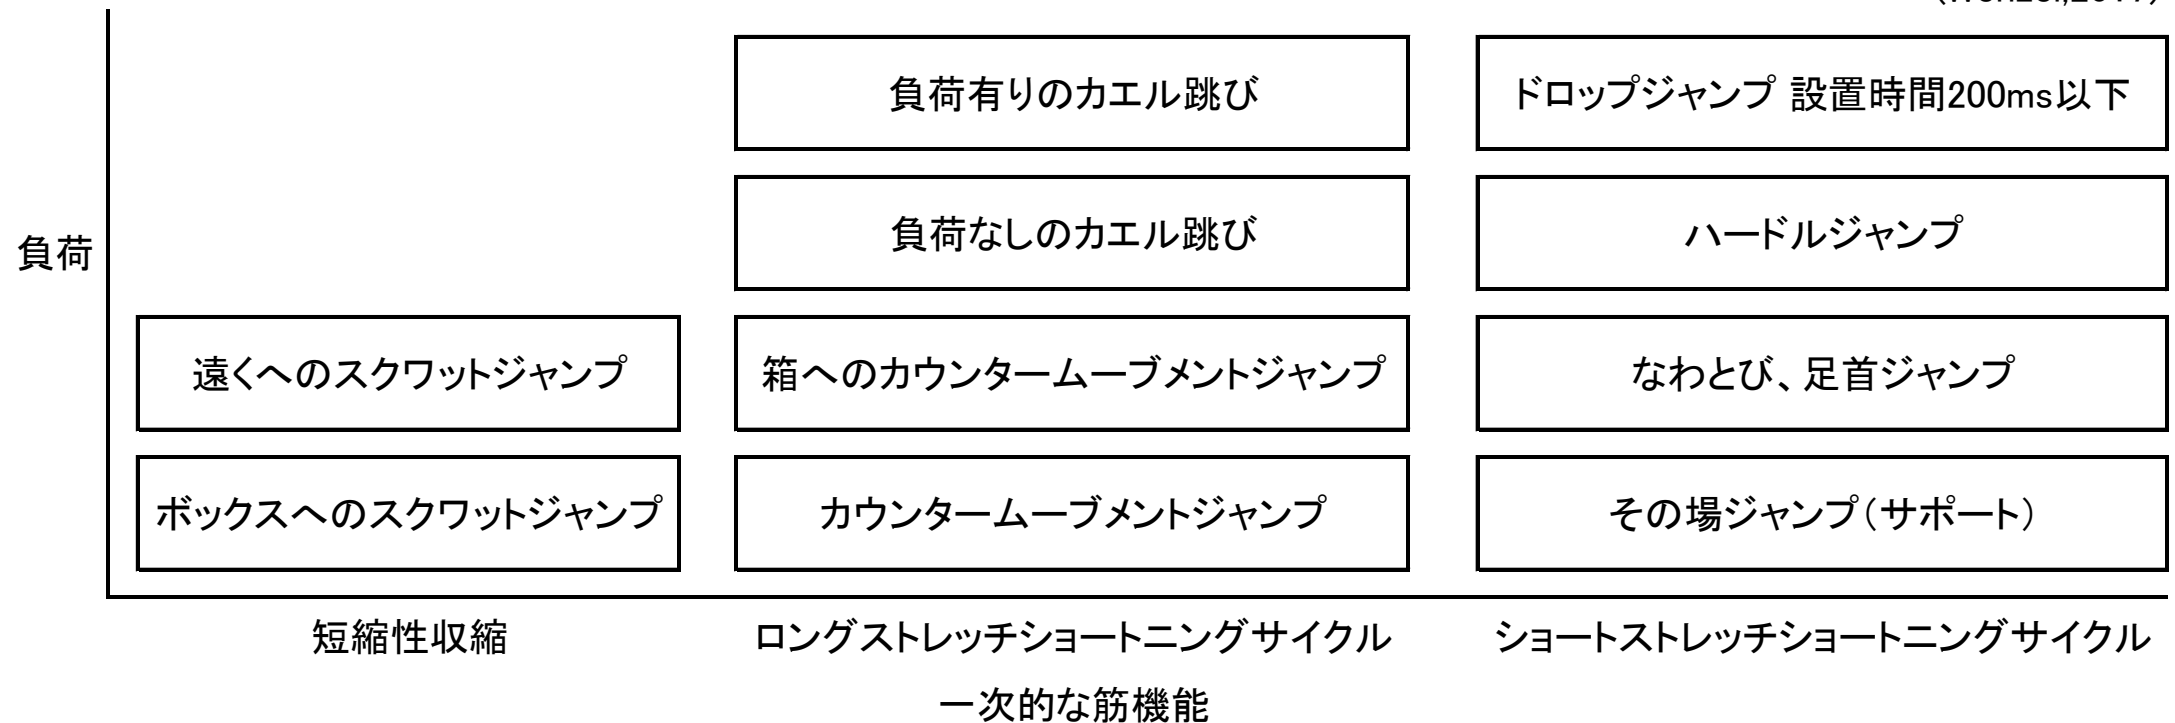 負荷有りのカエル跳び
ドロップジャンプ 設置時間200ms以下
負荷なしのカエル跳び
ハードルジャンプ
負荷
遠くへのスクワットジャンプ
箱へのカウンタームーブメントジャンプ
なわとび、足首ジャンプ
ボックスへのスクワットジャンプ
カウンタームーブメントジャンプ
その場ジャンプ（サポート）
短縮性収縮
ロングストレッチショートニングサイクル
ショートストレッチショートニングサイクル
一次的な筋機能